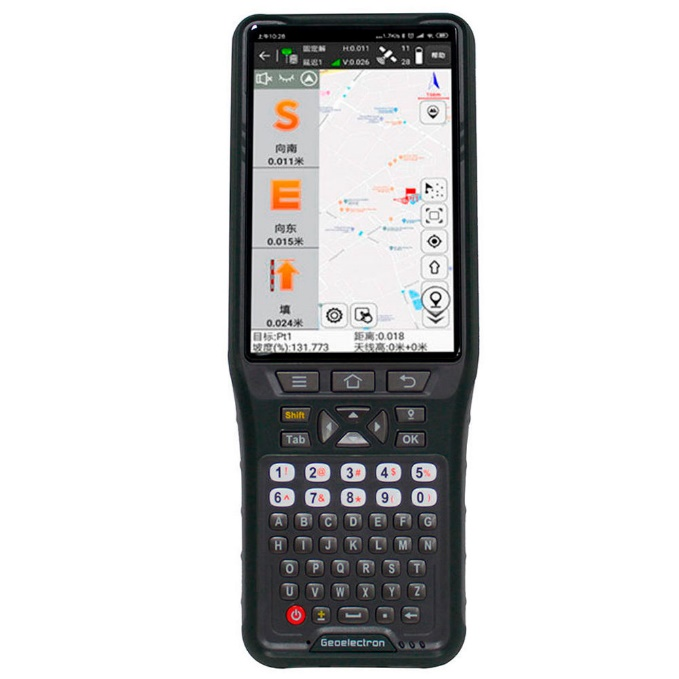 上午10:28
1.7K/s
固定解 H:0.011 11
延迟1 V:0.026 28 帮助
S
向南
0.011米
E
向东
0.015米
填
0.024米
目标:Pt1 距离:0.018
坡度(%):131.773 天线高:0米+0米
Shift
Tab OK
1! 2@ 3# 4$ 5%
6^ 7& 8* 9( 0)
A B C D E F G
H I J K L M N
O P Q R S T
U V W X Y Z
Geoelectron